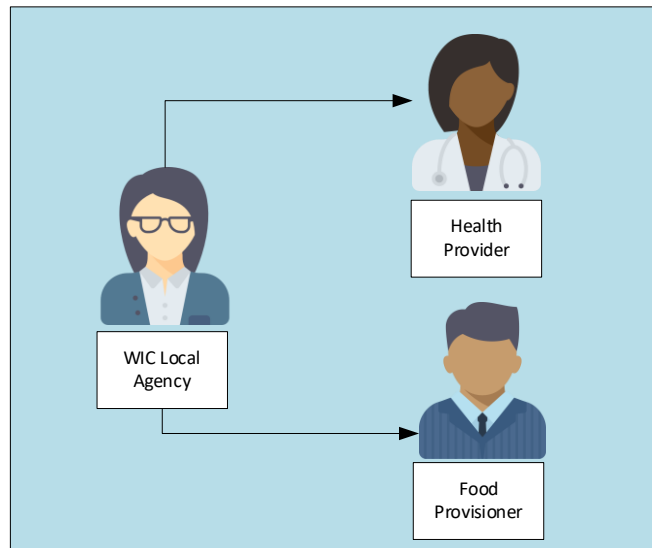 Health
Provider
WIC Local
Agency
Food
Provisioner